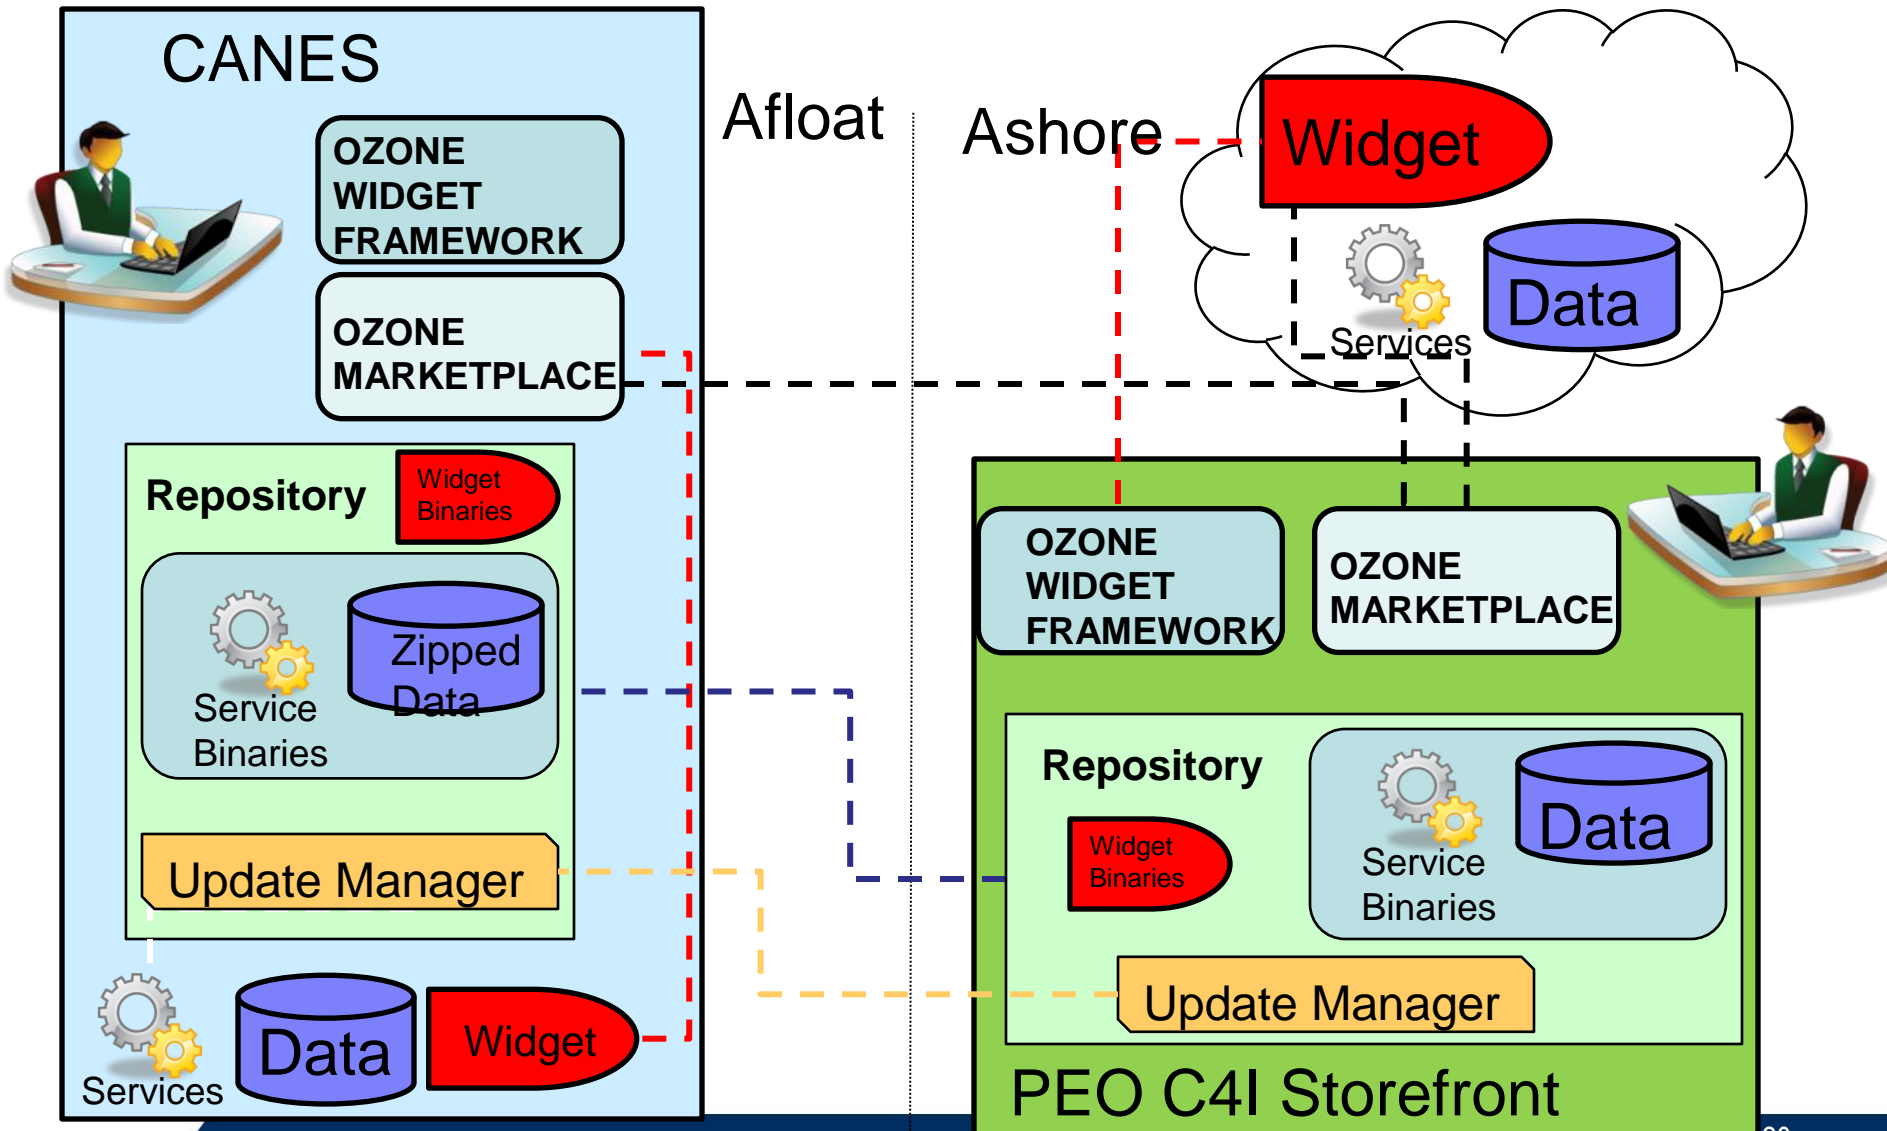 CANES
OZONE
WIDGET
FRAMEWORK
OZONE
MARKETPLACE
Repository
Widget
Binaries
Service
Binaries
Zipped
Data
Update Manager
Services
Data
Widget
Afloat
Ashore
Widget
Services
Data
OZONE
WIDGET
FRAMEWORK
OZONE
MARKETPLACE
Repository
Widget
Binaries
Service
Binaries
Data
Update Manager
PEO C4I Storefront